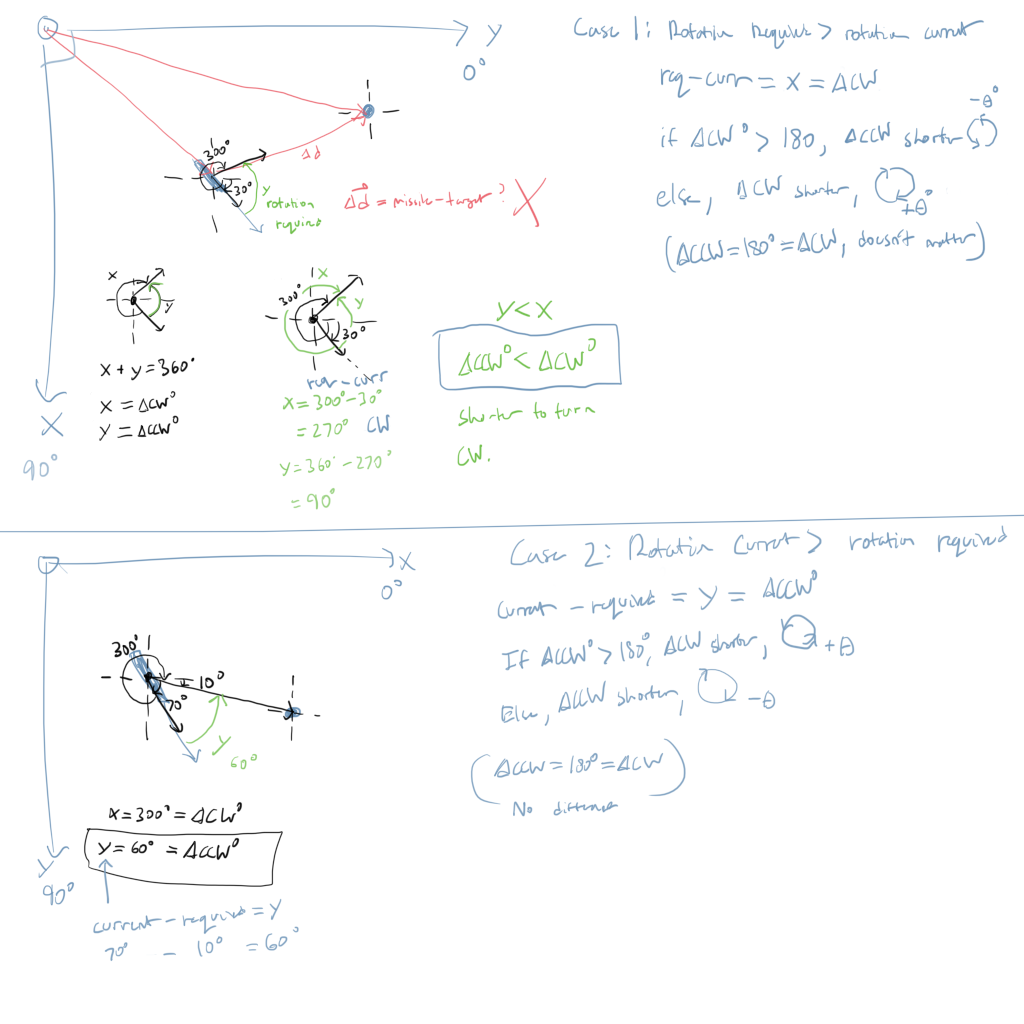 Y
0°
Case 1: Rotation Required > rotation current
req-curr = X = ΔCW
if ΔCW° > 180, ΔCCW shorter
-θ°
else, ΔCW shorter,
+θ°
(ΔCCW = 180° = ΔCW, doesn't matter)
300°
30°
Δd
y
rotation
required
Δd = missile-target?
X
X
y
X + y = 360°
X = ΔCW°
y = ΔCCW°
300°
X
y
30°
req-curr
X = 300° - 30°
= 270° CW
y = 360° - 270°
= 90°
y < x
ΔCCW° < ΔCW°
shorter to turn
CW.
X
90°
X
0°
Case 2: Rotation Current > rotation required
Current - required = Y = ΔCCW°
If ΔCCW° > 180°, ΔCW shorter,
+θ
Else, ΔCCW shorter,
-θ
(ΔCCW = 180° = ΔCW)
No difference
300°
10°
70°
y
60°
X = 300° = ΔCW°
y = 60° = ΔCCW°
Y
90°
current - required = Y
70° - 10° = 60°